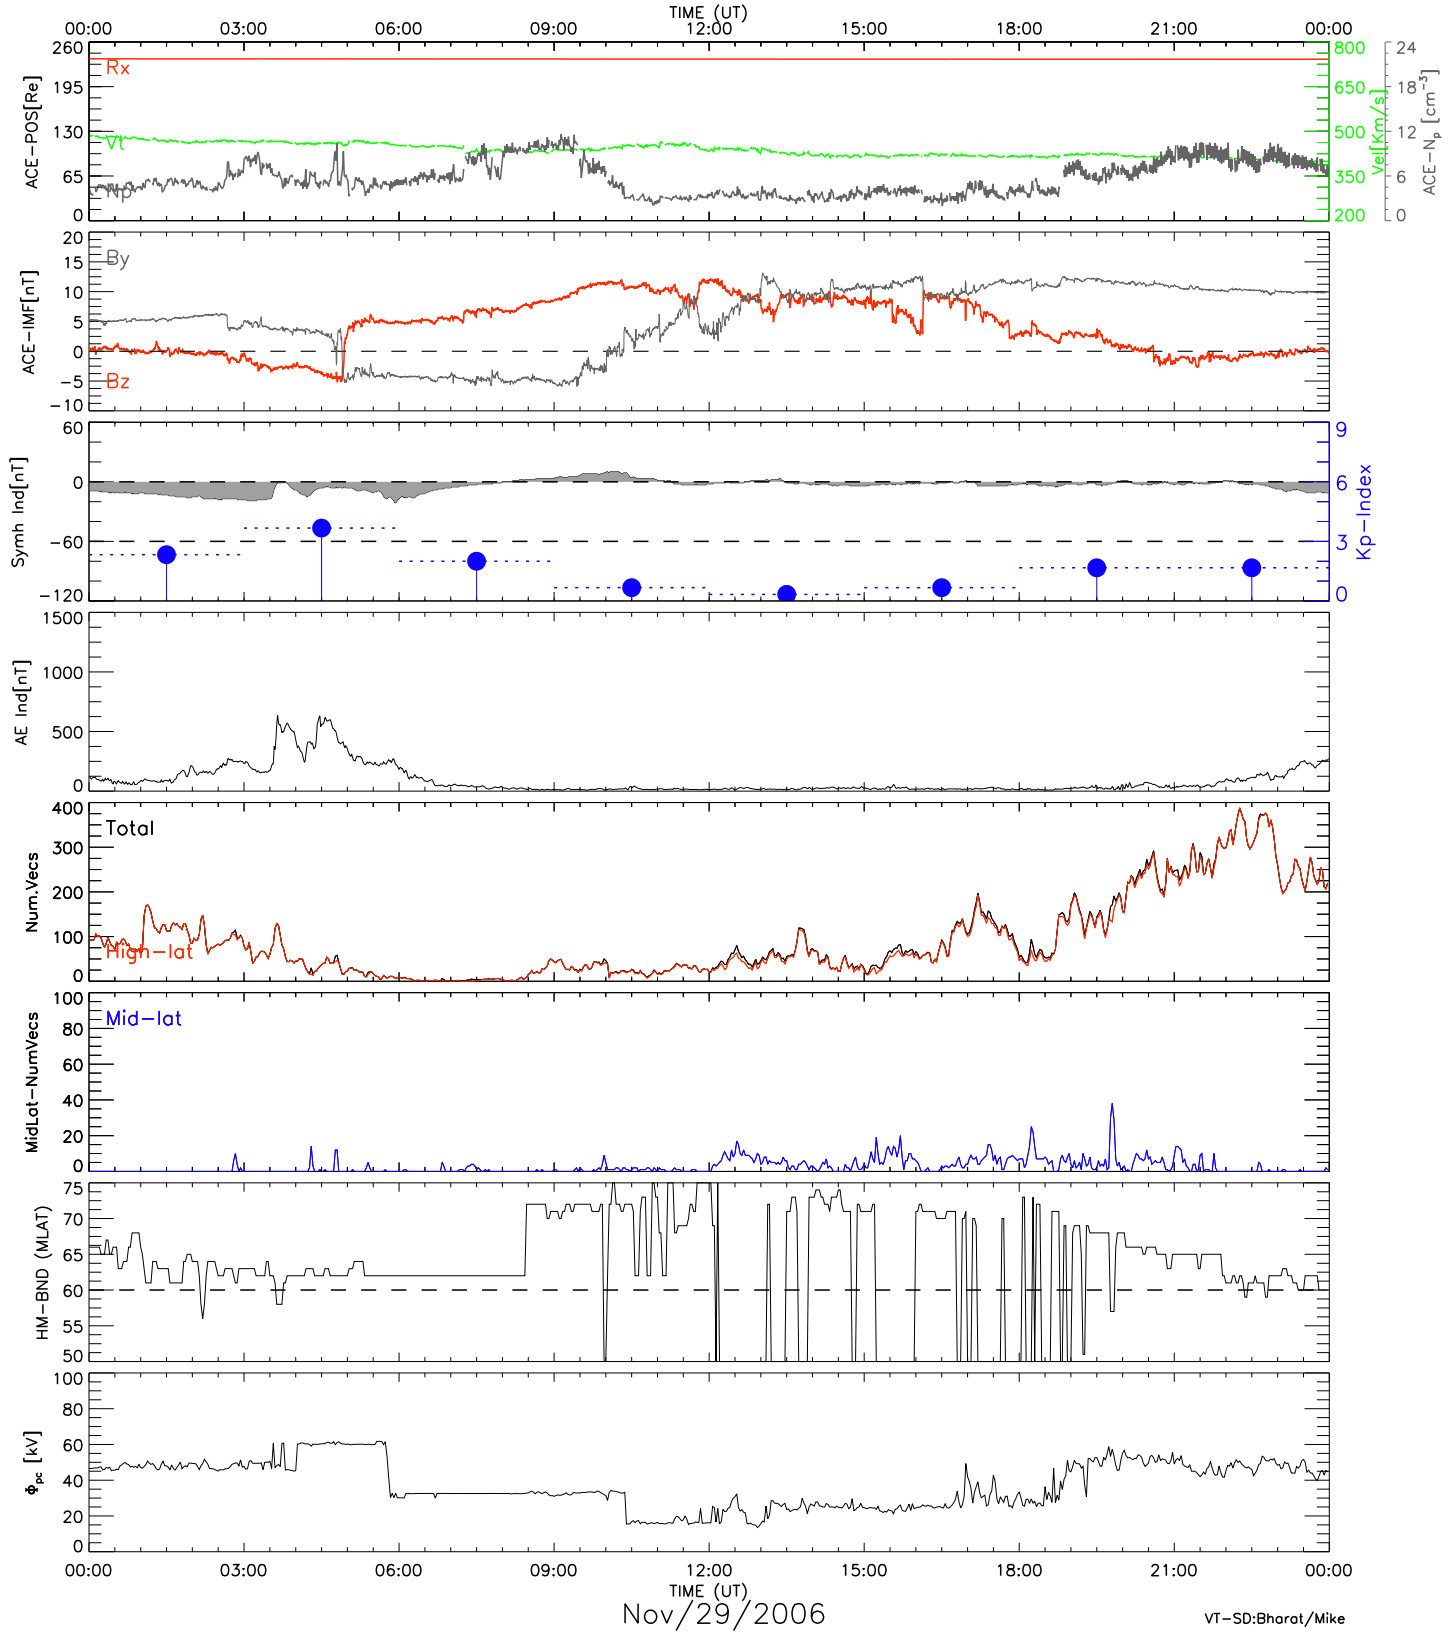 TIME (UT)
00:00 03:00 06:00 09:00 12:00 15:00 18:00 21:00 00:00
ACE-POS[Re]
260
195
130
65
0
Rx
Vt
Np
800
650
500
350
200
Vel[Km/s]
24
18
12
6
0
ACE-Np [cm-3]
ACE-IMF[nT]
20
15
10
5
0
-5
-10
By
Bz
Symh Ind[nT]
60
0
-60
-120
9
6
3
0
Kp-Index
AE Ind[nT]
1500
1000
500
0
Num.Vecs
400
300
200
100
0
Total
High-lat
MidLat-NumVecs
100
80
60
40
20
0
Mid-lat
HM-BND (MLAT)
75
70
65
60
55
50
Φpc [kV]
100
80
60
40
20
0
00:00 03:00 06:00 09:00 12:00 15:00 18:00 21:00 00:00
TIME (UT)
Nov/29/2006
VT-SD:Bharat/Mike